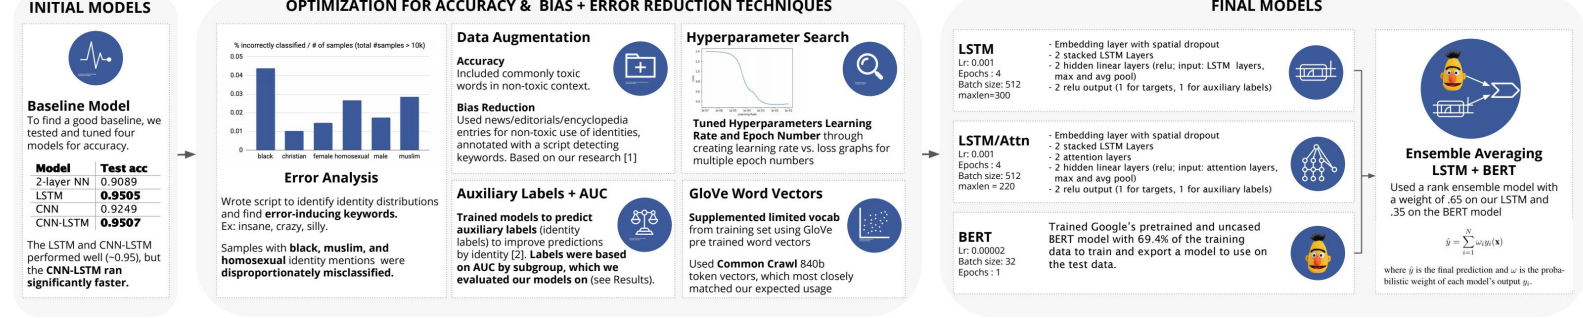 INITIAL MODELS
Baseline Model
To find a good baseline, we
tested and tuned four
models for accuracy.
Model Test acc
2-layer NN 0.9089
LSTM 0.9505
CNN 0.9249
CNN-LSTM 0.9507
The LSTM and CNN-LSTM
performed well (~0.95), but
the CNN-LSTM ran
significantly faster.
OPTIMIZATION FOR ACCURACY & BIAS + ERROR REDUCTION TECHNIQUES
% incorrectly classified / # of samples (total #samples > 10k)
0.05
0.04
0.03
0.02
0.01
0
black christian female homosexual male muslim
Error Analysis
Wrote script to identify identity distributions
and find error-inducing keywords.
Ex: insane, crazy, silly.
Samples with black, muslim, and
homosexual identity mentions were
disproportionately misclassified.
Data Augmentation
Accuracy
Included commonly toxic
words in non-toxic context.
Bias Reduction
Used news/editorials/encyclopedia
entries for non-toxic use of identities,
annotated with a script detecting
keywords. Based on our research [1]
Hyperparameter Search
Tuned Hyperparameters Learning
Rate and Epoch Number through
creating learning rate vs. loss graphs for
multiple epoch numbers
Auxiliary Labels + AUC
Trained models to predict
auxiliary labels (identity
labels) to improve predictions
by identity [2]. Labels were based
on AUC by subgroup, which we
evaluated our models on (see Results).
GloVe Word Vectors
Supplemented limited vocab
from training set using GloVe
pre trained word vectors
Used Common Crawl 840b
token vectors, which most closely
matched our expected usage
FINAL MODELS
LSTM
Lr: 0.001
Epochs : 4
Batch size: 512
maxlen=300
- Embedding layer with spatial dropout
- 2 stacked LSTM Layers
- 2 hidden linear layers (relu; input: LSTM layers,
max and avg pool)
- 2 relu output (1 for targets, 1 for auxiliary labels)
LSTM/Attn
Lr: 0.001
Epochs : 4
Batch size: 512
maxlen = 220
- Embedding layer with spatial dropout
- 2 stacked LSTM Layers
- 2 attention layers
- 2 hidden linear layers (relu; input: attention layers,
max and avg pool)
- 2 relu output (1 for targets, 1 for auxiliary labels)
BERT
Lr: 0.00002
Batch size: 32
Epochs : 1
Trained Google's pretrained and uncased
BERT model with 69.4% of the training
data to train and export a model to use on
the test data.
Ensemble Averaging
LSTM + BERT
Used a rank ensemble model with
a weight of .65 on our LSTM and
.35 on the BERT model
ŷ = ∑_{i=1}^{N} ω_i y_i(x)
where ŷ is the final prediction and ω is the proba-
bilistic weight of each model's output y_i.